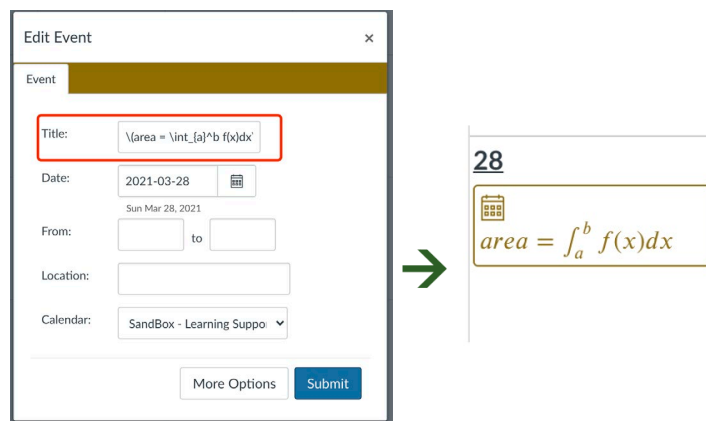 Edit Event ×
Event
Title: \(area = \int_{a}^b f(x)dx\
Date: 2021-03-28
Sun Mar 28, 2021
From: to
Location:
Calendar: SandBox - Learning Suppo
More Options Submit
28
area = ∫_a^b f(x)dx